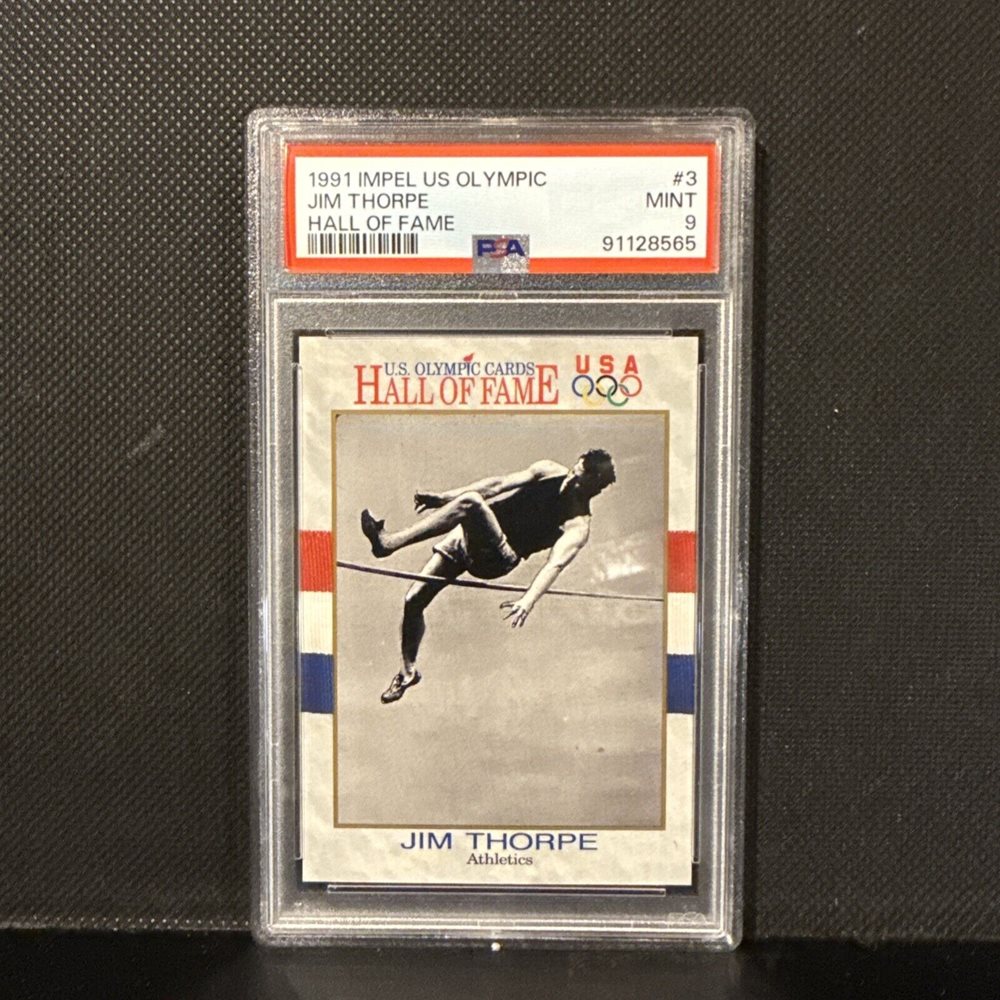 1991 IMPEL US OLYMPIC #3
JIM THORPE MINT
HALL OF FAME 9
PSA 91128565
U.S. OLYMPIC CARDS
HALL OF FAME
USA
JIM THORPE
Athletics